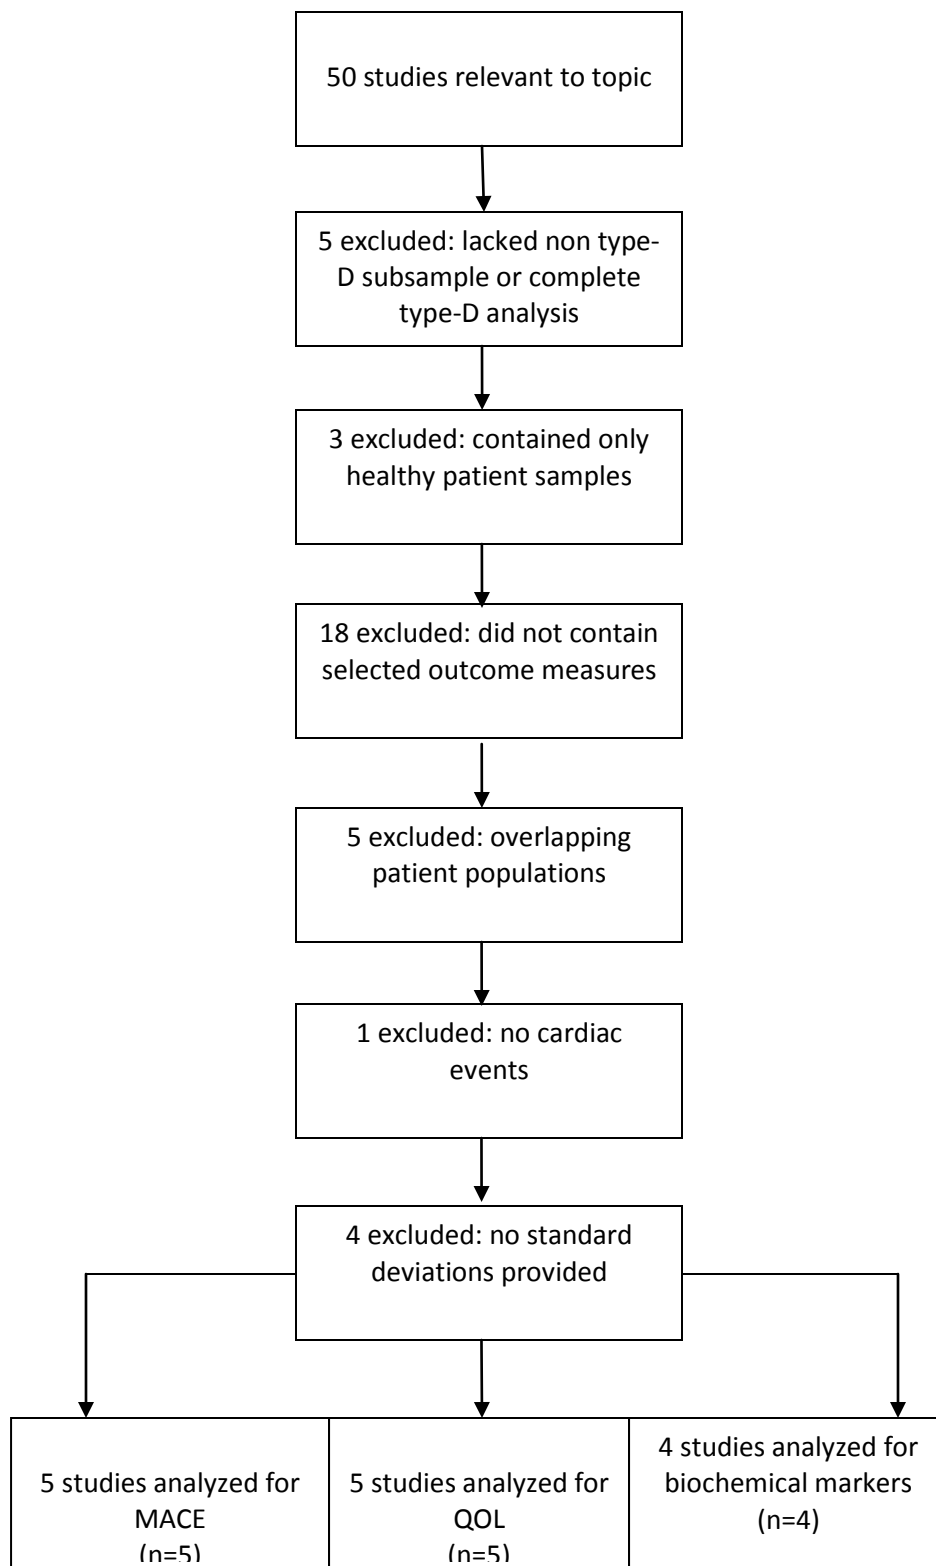 50 studies relevant to topic
5 excluded: lacked non type-
D subsample or complete
type-D analysis
3 excluded: contained only
healthy patient samples
18 excluded: did not contain
selected outcome measures
5 excluded: overlapping
patient populations
1 excluded: no cardiac
events
4 excluded: no standard
deviations provided
5 studies analyzed for
MACE
(n=5)
5 studies analyzed for
QOL
(n=5)
4 studies analyzed for
biochemical markers
(n=4)